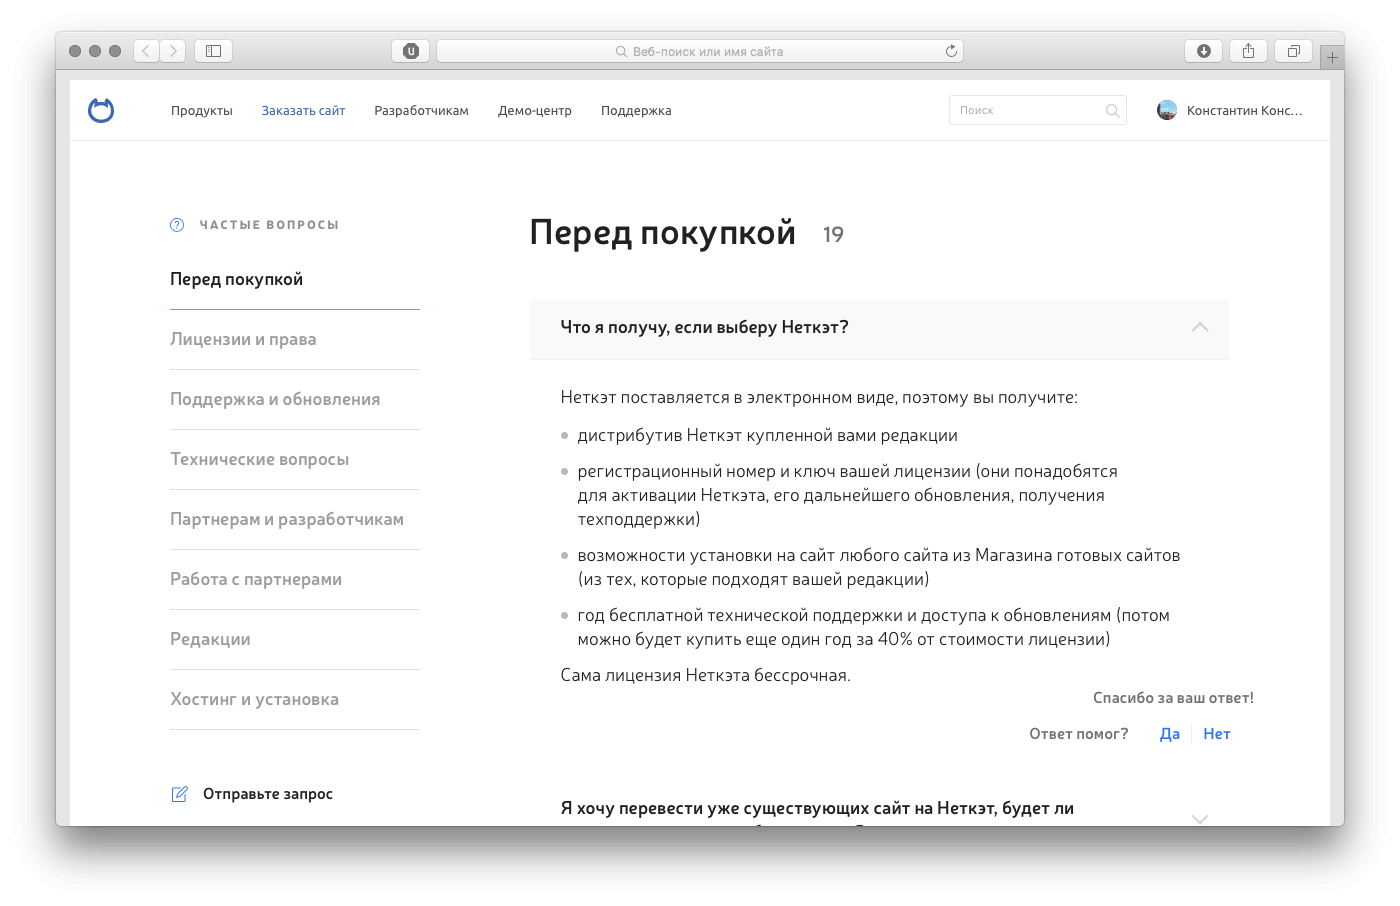 Веб-поиск или имя сайта
Продукты
Заказать сайт
Разработчикам
Демо-центр
Поддержка
Поиск
Константин Конс...
ЧАСТЫЕ ВОПРОСЫ
Перед покупкой
Лицензии и права
Поддержка и обновления
Технические вопросы
Партнерам и разработчикам
Работа с партнерами
Редакции
Хостинг и установка
Отправьте запрос
Перед покупкой 19
Что я получу, если выберу Неткэт?
Неткэт поставляется в электронном виде, поэтому вы получите:
дистрибутив Неткэт купленной вами редакции
регистрационный номер и ключ вашей лицензии (они понадобятся
для активации Неткэта, его дальнейшего обновления, получения
техподдержки)
возможности установки на сайт любого сайта из Магазина готовых сайтов
(из тех, которые подходят вашей редакции)
год бесплатной технической поддержки и доступа к обновлениям (потом
можно будет купить еще один год за 40% от стоимости лицензии)
Сама лицензия Неткэта бессрочная.
Спасибо за ваш ответ!
Ответ помог? Да Нет
Я хочу перевести уже существующих сайт на Неткэт, будет ли